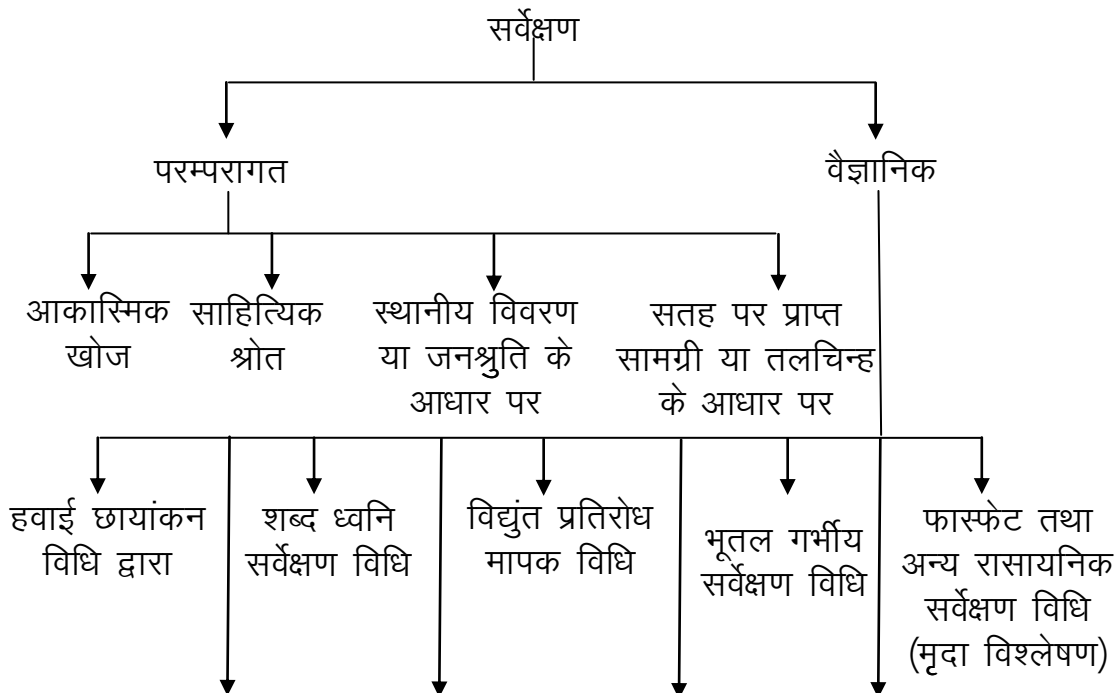 सर्वेक्षण
परम्परागत
वैज्ञानिक
आकास्मिक
खोज
साहित्यिक
श्रोत
स्थानीय विवरण
या जनश्रुति के
आधार पर
सतह पर प्राप्त
सामग्री या तलचिन्ह
के आधार पर
हवाई छायांकन
विधि द्वारा
शब्द ध्वनि
सर्वेक्षण विधि
विद्युंत प्रतिरोध
मापक विधि
भूतल गर्भीय
सर्वेक्षण विधि
फास्फेट तथा
अन्य रासायनिक
सर्वेक्षण विधि
(मृदा विश्लेषण)